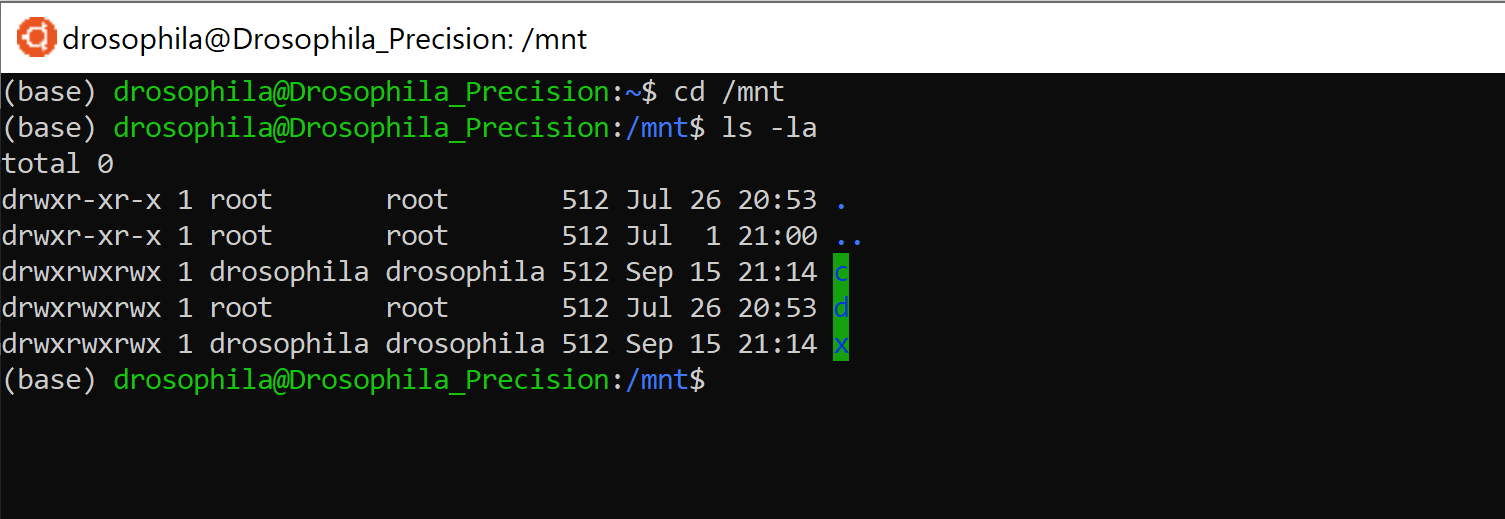 drosophila@Drosophila_Precision: /mnt
(base) drosophila@Drosophila_Precision:~$ cd /mnt
(base) drosophila@Drosophila_Precision:/mnt$ ls -la
total 0
drwxr-xr-x 1 root       root       512 Jul 26 20:53 .
drwxr-xr-x 1 root       root       512 Jul  1 21:00 ..
drwxrwxrwx 1 drosophila drosophila 512 Sep 15 21:14 c
drwxrwxrwx 1 root       root       512 Jul 26 20:53 d
drwxrwxrwx 1 drosophila drosophila 512 Sep 15 21:14 x
(base) drosophila@Drosophila_Precision:/mnt$